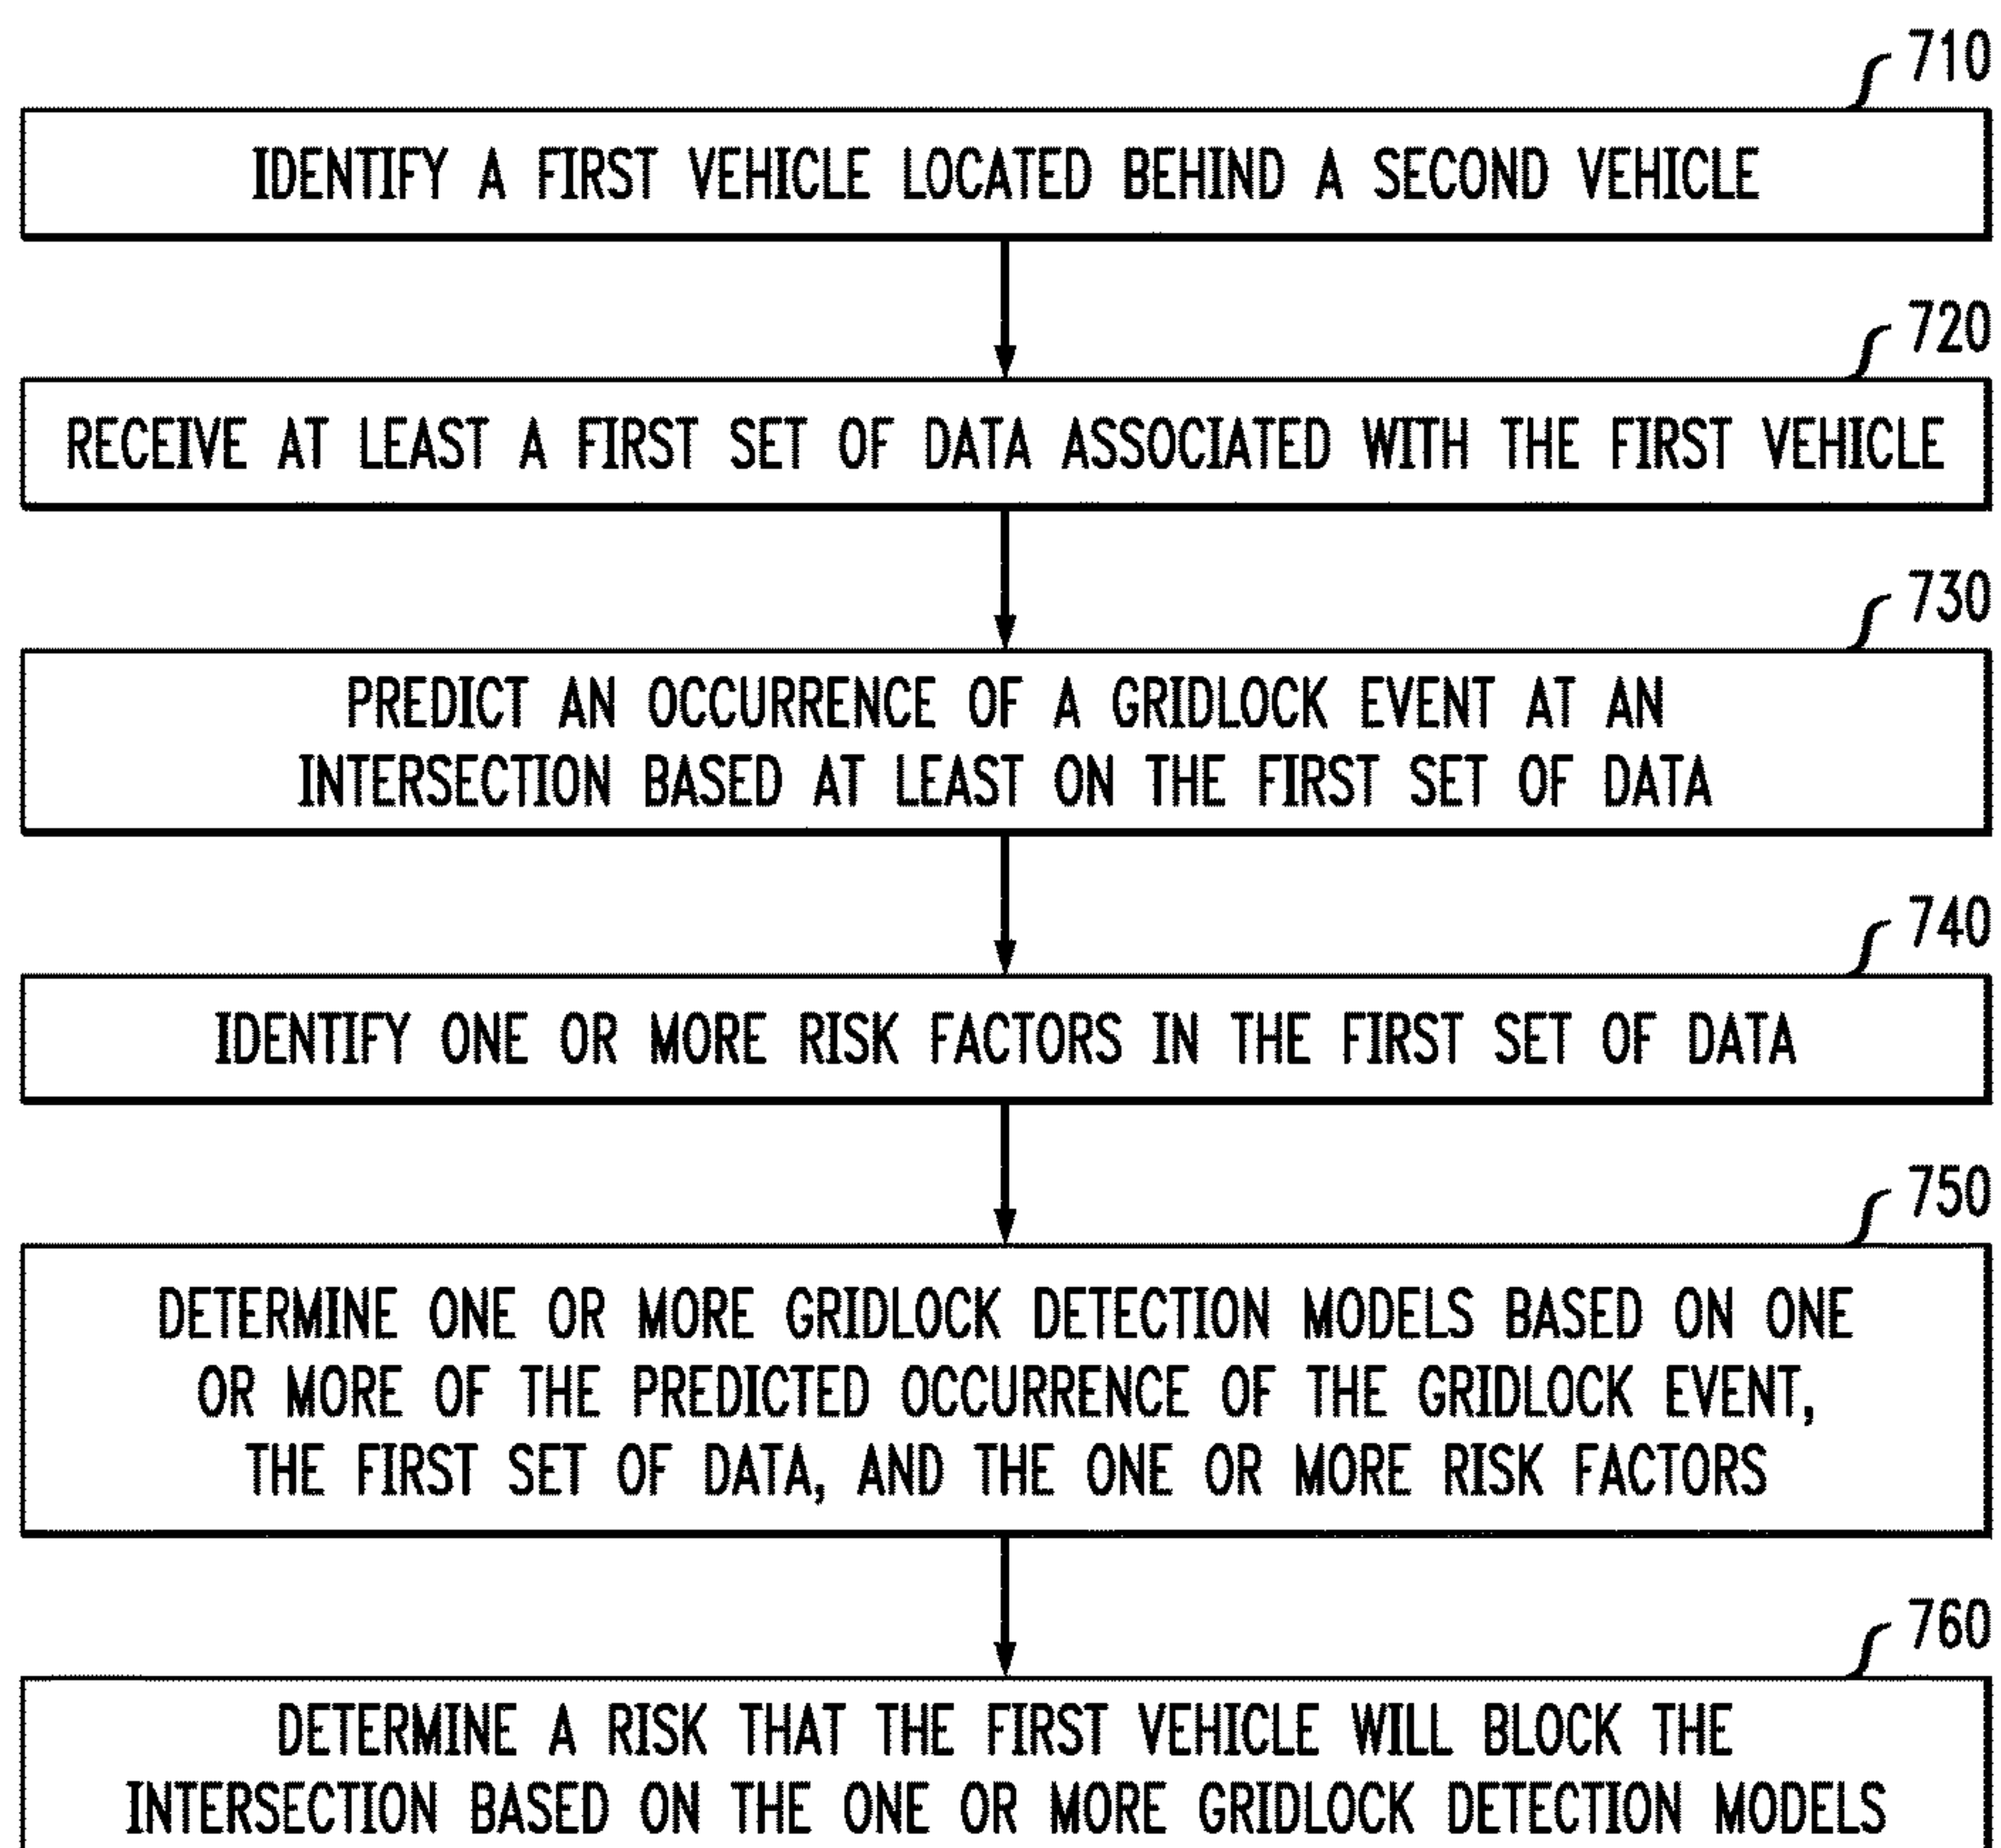 710
IDENTIFY A FIRST VEHICLE LOCATED BEHIND A SECOND VEHICLE
720
RECEIVE AT LEAST A FIRST SET OF DATA ASSOCIATED WITH THE FIRST VEHICLE
730
PREDICT AN OCCURRENCE OF A GRIDLOCK EVENT AT AN
INTERSECTION BASED AT LEAST ON THE FIRST SET OF DATA
740
IDENTIFY ONE OR MORE RISK FACTORS IN THE FIRST SET OF DATA
750
DETERMINE ONE OR MORE GRIDLOCK DETECTION MODELS BASED ON ONE
OR MORE OF THE PREDICTED OCCURRENCE OF THE GRIDLOCK EVENT,
THE FIRST SET OF DATA, AND THE ONE OR MORE RISK FACTORS
760
DETERMINE A RISK THAT THE FIRST VEHICLE WILL BLOCK THE
INTERSECTION BASED ON THE ONE OR MORE GRIDLOCK DETECTION MODELS